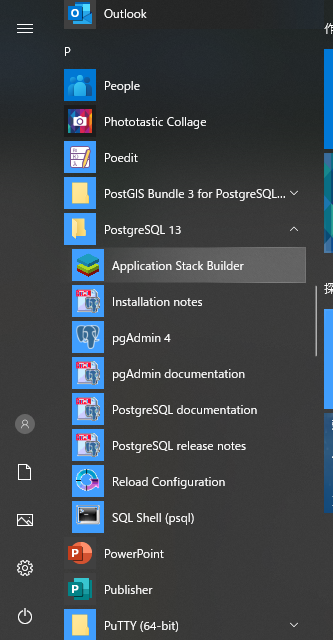 Outlook
P
People
Phototastic Collage
Poedit
PostGIS Bundle 3 for PostgreSQL...
PostgreSQL 13
Application Stack Builder
Installation notes
pgAdmin 4
pgAdmin documentation
PostgreSQL documentation
PostgreSQL release notes
Reload Configuration
SQL Shell (psql)
PowerPoint
Publisher
PuTTY (64-bit)